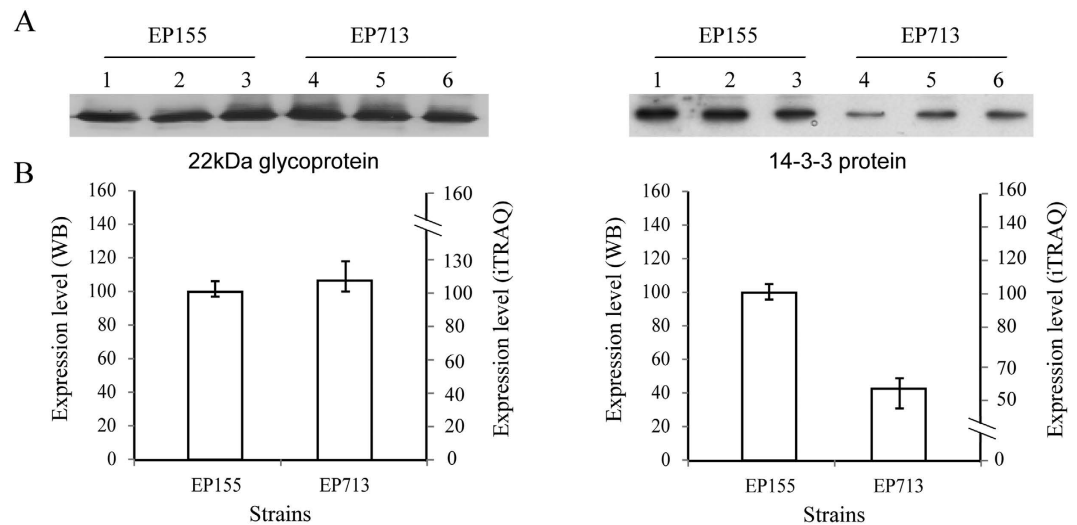 A
EP155 EP713
1 2 3 4 5 6
22kDa glycoprotein
EP155 EP713
1 2 3 4 5 6
14-3-3 protein
B
Expression level (WB)
160
140
120
100
80
60
40
20
0
160
130
100
80
60
40
20
0
Expression level (iTRAQ)
EP155 EP713
Strains
Expression level (WB)
160
140
120
100
80
60
40
20
0
160
140
120
100
80
70
50
0
Expression level (iTRAQ)
EP155 EP713
Strains